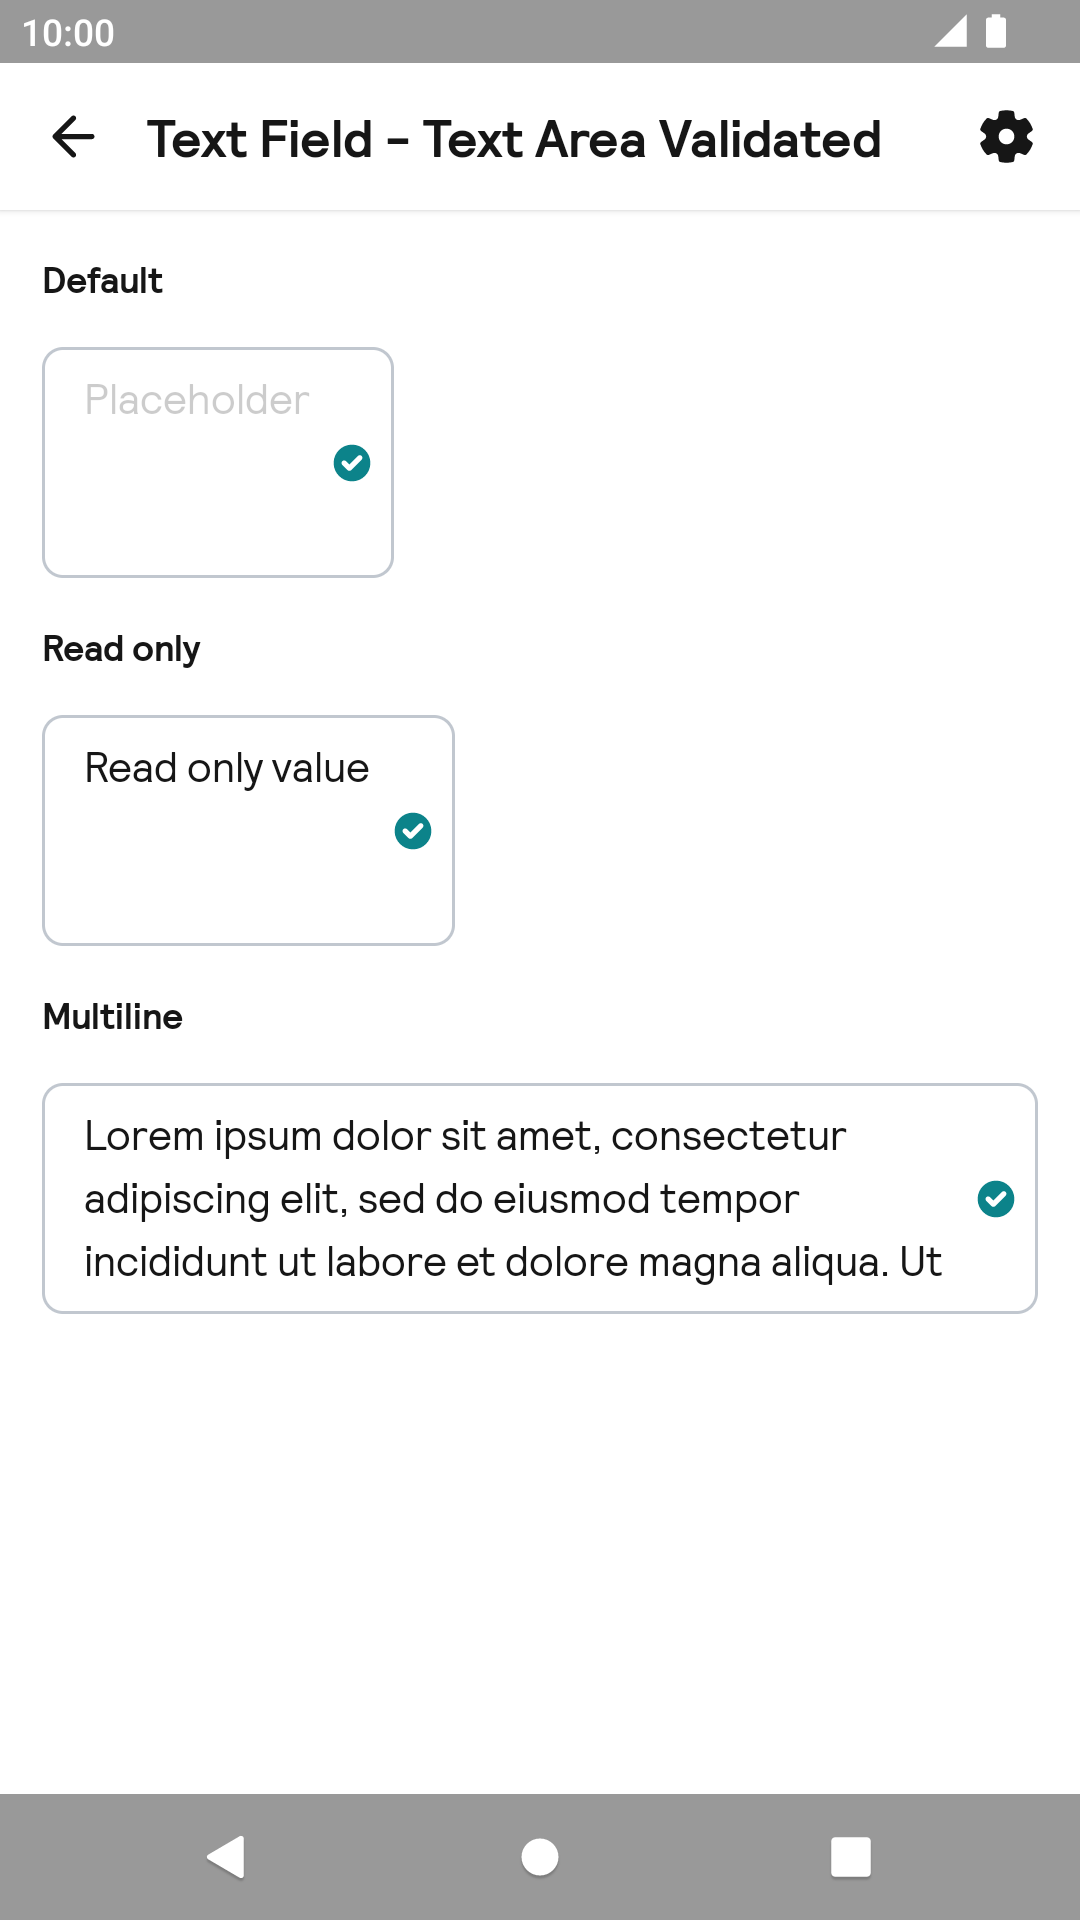 10:00
Text Field - Text Area Validated
Default
Placeholder
Read only
Read only value
Multiline
Lorem ipsum dolor sit amet, consectetur
adipiscing elit, sed do eiusmod tempor
incididunt ut labore et dolore magna aliqua. Ut